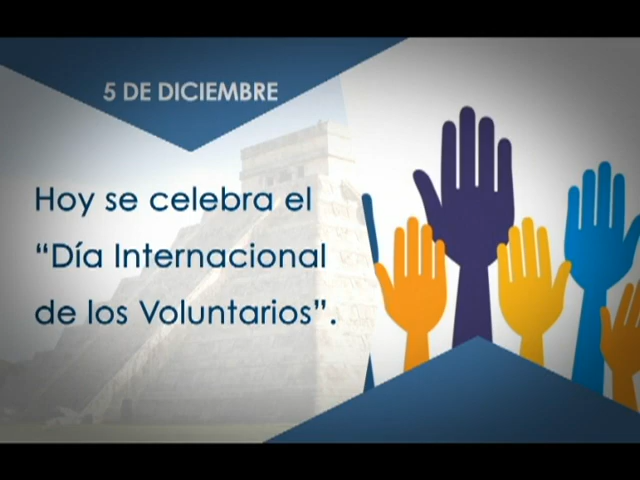 5 DE DICIEMBRE
Hoy se celebra el
“Día Internacional
de los Voluntarios”.